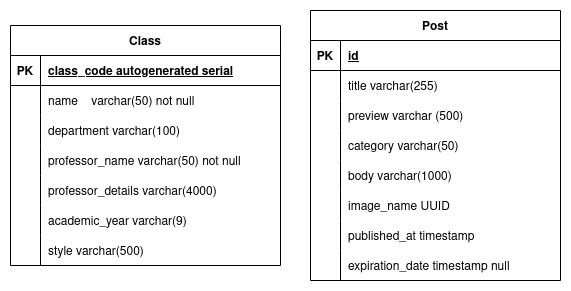 Class
PK class_code autogenerated serial
name varchar(50) not null
department varchar(100)
professor_name varchar(50) not null
professor_details varchar(4000)
academic_year varchar(9)
style varchar(500)
Post
PK id
title varchar(255)
preview varchar (500)
category varchar(50)
body varchar(1000)
image_name UUID
published_at timestamp
expiration_date timestamp null